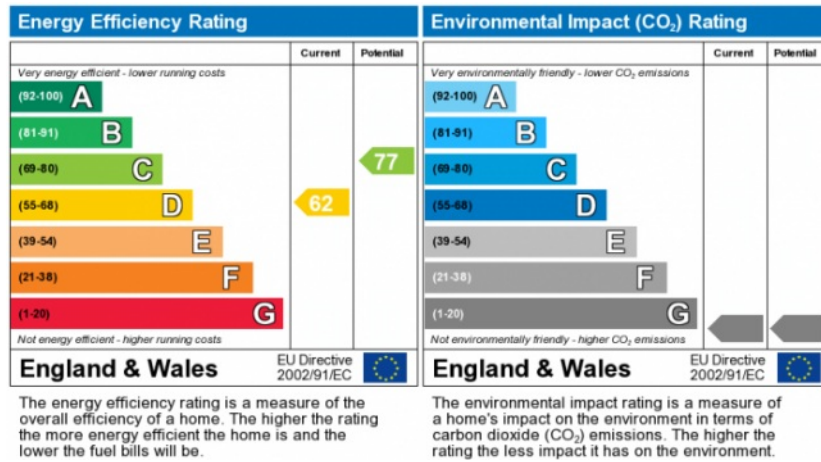 Energy Efficiency Rating
Current Potential
Very energy efficient - lower running costs
(92-100) A
(81-91) B
(69-80) C
77
(55-68) D
62
(39-54) E
(21-38) F
(1-20) G
Not energy efficient - higher running costs
England & Wales
EU Directive
2002/91/EC
The energy efficiency rating is a measure of the
overall efficiency of a home. The higher the rating
the more energy efficient the home is and the
lower the fuel bills will be.
Environmental Impact (CO₂) Rating
Current Potential
Very environmentally friendly - lower CO₂ emissions
(92-100) A
(81-91) B
(69-80) C
(55-68) D
(39-54) E
(21-38) F
(1-20) G
Not environmentally friendly - higher CO₂ emissions
England & Wales
EU Directive
2002/91/EC
The environmental impact rating is a measure of
a home's impact on the environment in terms of
carbon dioxide (CO₂) emissions. The higher the
rating the less impact it has on the environment.